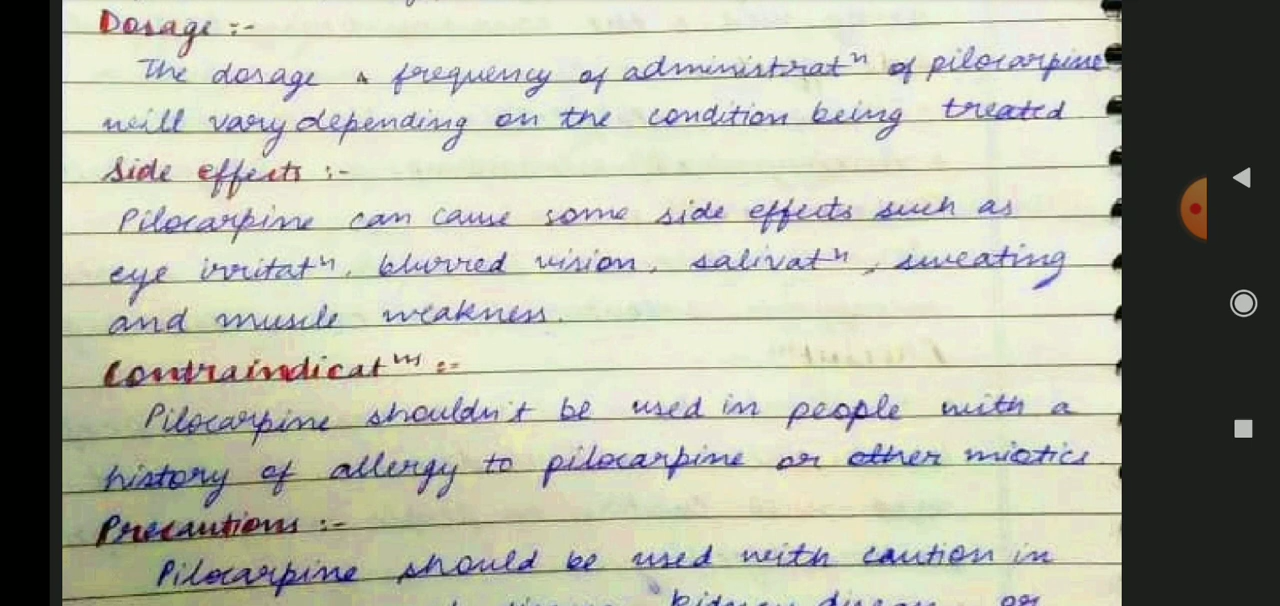 Dosage :-
The dosage & frequency of administratⁿ of pilocarpine
will vary depending on the condition being treated
Side effects :-
Pilocarpine can cause some side effects such as
eye irritatⁿ, blurred vision, salivatⁿ, sweating
and muscle weakness.
Contraindicatⁿˢ :-
Pilocarpine shouldn't be used in people with a
history of allergy to pilocarpine or other miotics
Precautions :-
Pilocarpine should be used with caution in
kidney or